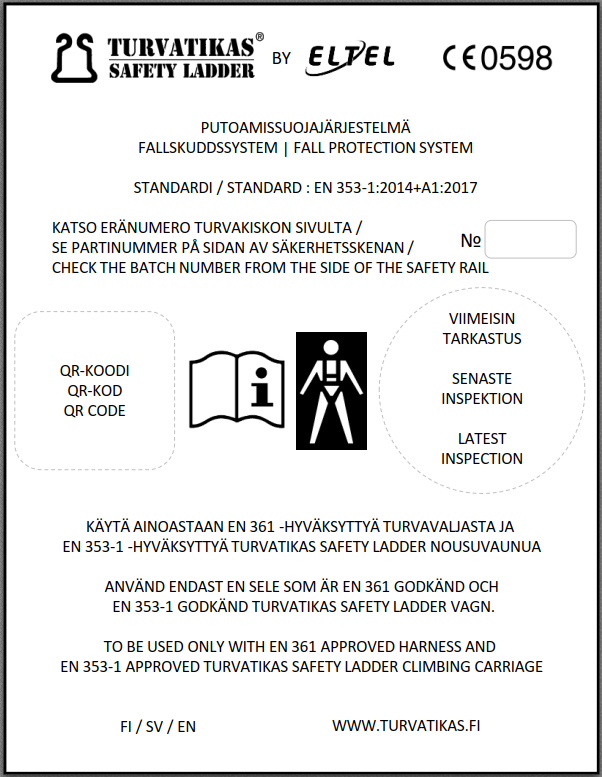 TURVATIKAS®
SAFETY LADDER BY ELTEL CE0598
PUTOAMISSUOJAJÄRJESTELMÄ
FALLSKUDDSSYSTEM | FALL PROTECTION SYSTEM
STANDARDI / STANDARD : EN 353-1:2014+A1:2017
KATSO ERÄNUMERO TURVAKISKON SIVULTA /
SE PARTINUMMER PÅ SIDAN AV SÄKERHETSSKENAN /
CHECK THE BATCH NUMBER FROM THE SIDE OF THE SAFETY RAIL
№
QR-KOODI
QR-KOD
QR CODE
i
VIIMEISIN
TARKASTUS
SENASTE
INSPEKTION
LATEST
INSPECTION
KÄYTÄ AINOASTAAN EN 361 -HYVÄKSYTTYÄ TURVAVALJASTA JA
EN 353-1 -HYVÄKSYTTYÄ TURVATIKAS SAFETY LADDER NOUSUVAUNUA
ANVÄND ENDAST EN SELE SOM ÄR EN 361 GODKÄND OCH
EN 353-1 GODKÄND TURVATIKAS SAFETY LADDER VAGN.
TO BE USED ONLY WITH EN 361 APPROVED HARNESS AND
EN 353-1 APPROVED TURVATIKAS SAFETY LADDER CLIMBING CARRIAGE
FI / SV / EN
WWW.TURVATIKAS.FI